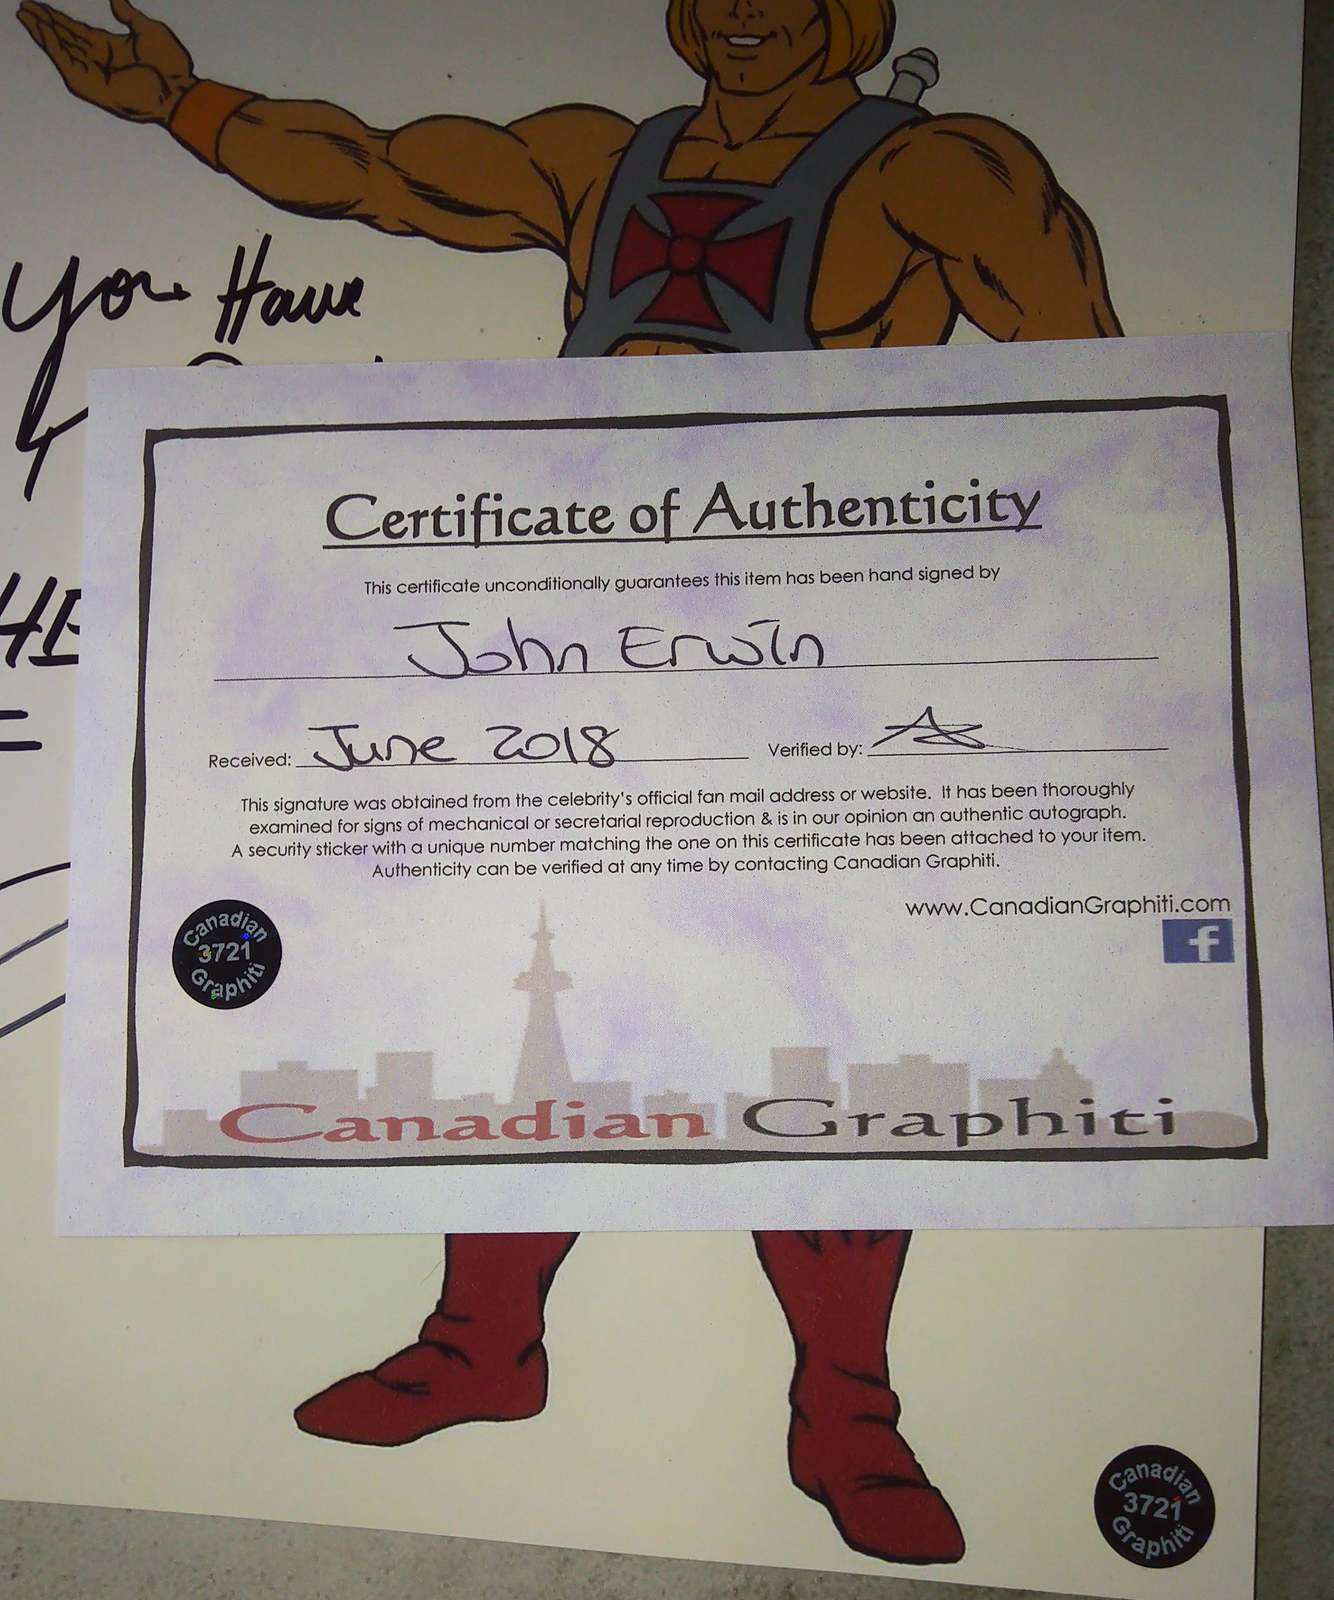 You Have
HE
=
Certificate of Authenticity
This certificate unconditionally guarantees this item has been hand signed by
John Erwin
Received: June 2018 Verified by:
This signature was obtained from the celebrity's official fan mail address or website. It has been thoroughly
examined for signs of mechanical or secretarial reproduction & is in our opinion an authentic autograph.
A security sticker with a unique number matching the one on this certificate has been attached to your item.
Authenticity can be verified at any time by contacting Canadian Graphiti.
www.CanadianGraphiti.com
f
Canadian
3721
Graphiti
Canadian Graphiti
Canadian
3721
Graphiti